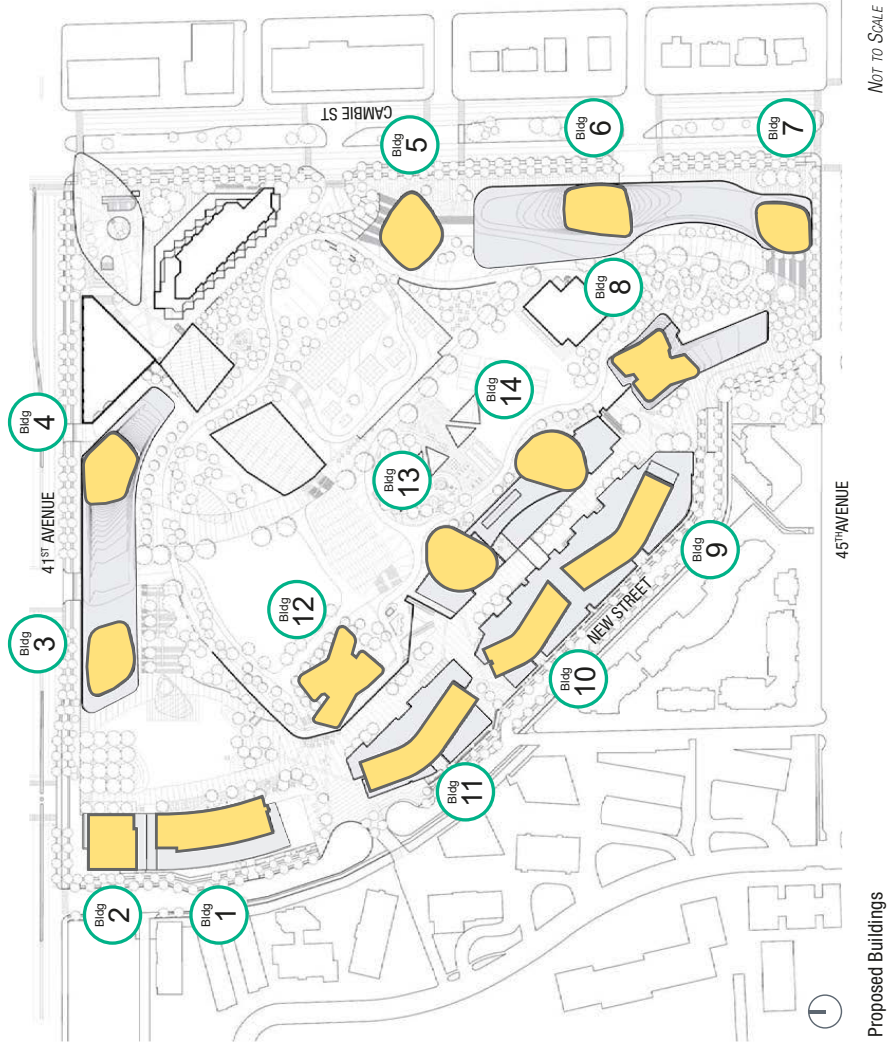 NOT TO SCALE
CAMBIE ST
Bldg
5
Bldg
6
Bldg
7
Bldg
8
Bldg
4
41ST AVENUE
Bldg
14
Bldg
13
Bldg
3
Bldg
12
45TH AVENUE
Bldg
9
NEW STREET
Bldg
10
Bldg
11
Bldg
2
Bldg
1
Proposed Buildings